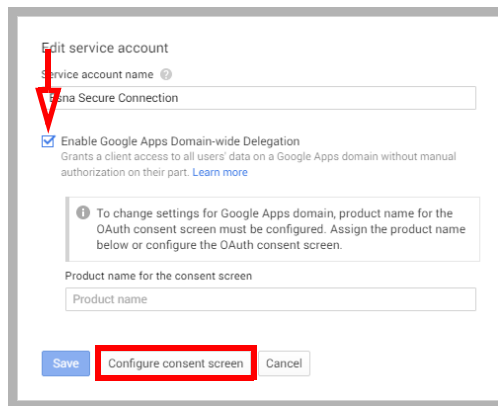 Edit service account
Service account name
Esna Secure Connection
Enable Google Apps Domain-wide Delegation
Grants a client access to all users' data on a Google Apps domain without manual
authorization on their part. Learn more
To change settings for Google Apps domain, product name for the
OAuth consent screen must be configured. Assign the product name
below or configure the OAuth consent screen.
Product name for the consent screen
Product name
Save Configure consent screen Cancel